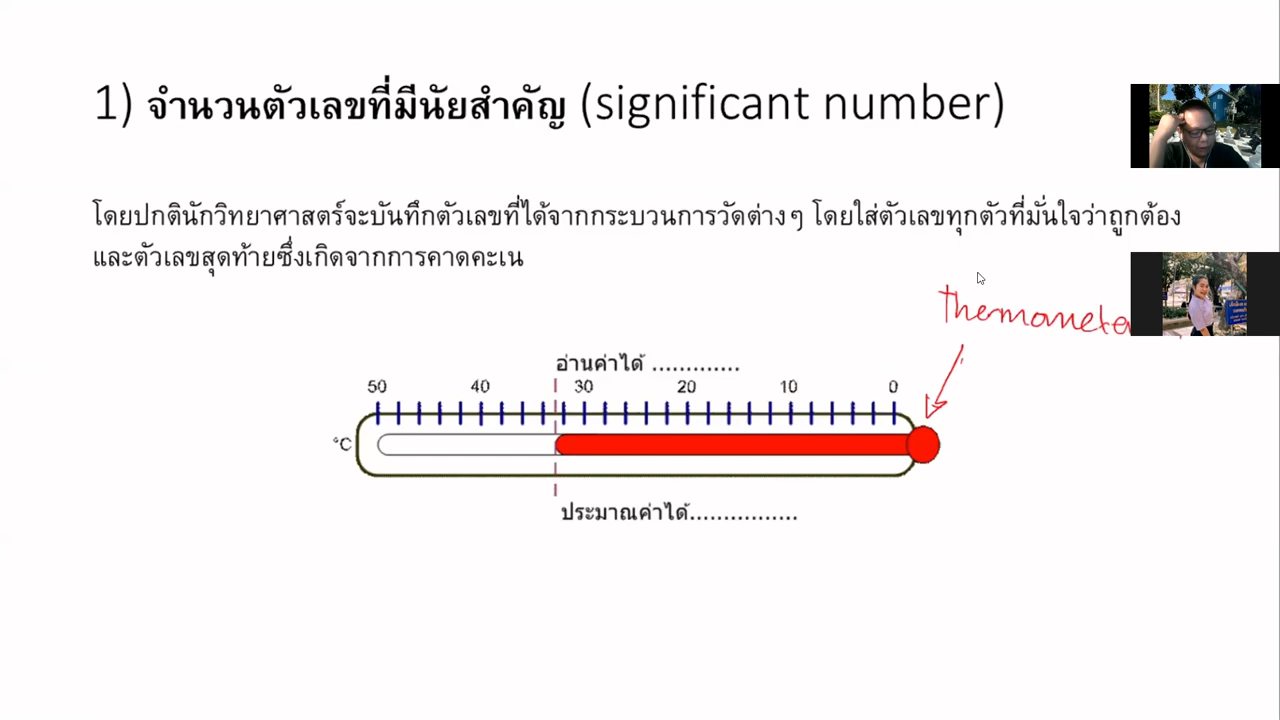 1) จำนวนตัวเลขที่มีนัยสำคัญ (significant number)
โดยปกตินักวิทยาศาสตร์จะบันทึกตัวเลขที่ได้จากกระบวนการวัดต่างๆ โดยใส่ตัวเลขทุกตัวที่มั่นใจว่าถูกต้อง
และตัวเลขสุดท้ายซึ่งเกิดจากการคาดคะเน
thermomete
อ่านค่าได้ .............
50 40 30 20 10 0
°C
ประมาณค่าได้................